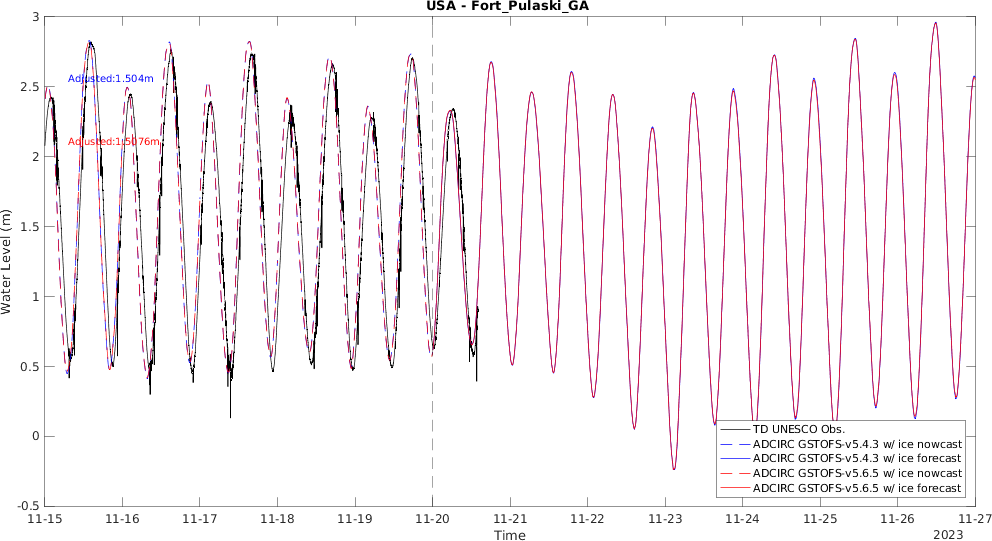 USA - Fort_Pulaski_GA
3
2.5
2
1.5
1
0.5
0
-0.5
Water Level (m)
Adjusted:1.504m
Adjusted:1.5076m
TD UNESCO Obs.
ADCIRC GSTOFS-v5.4.3 w/ ice nowcast
ADCIRC GSTOFS-v5.4.3 w/ ice forecast
ADCIRC GSTOFS-v5.6.5 w/ ice nowcast
ADCIRC GSTOFS-v5.6.5 w/ ice forecast
11-15 11-16 11-17 11-18 11-19 11-20 11-21 11-22 11-23 11-24 11-25 11-26 11-27
Time
2023